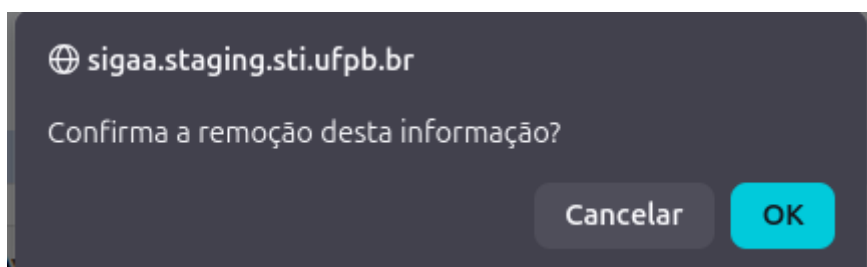 sigaa.staging.sti.ufpb.br
Confirma a remoção desta informação?
Cancelar
OK